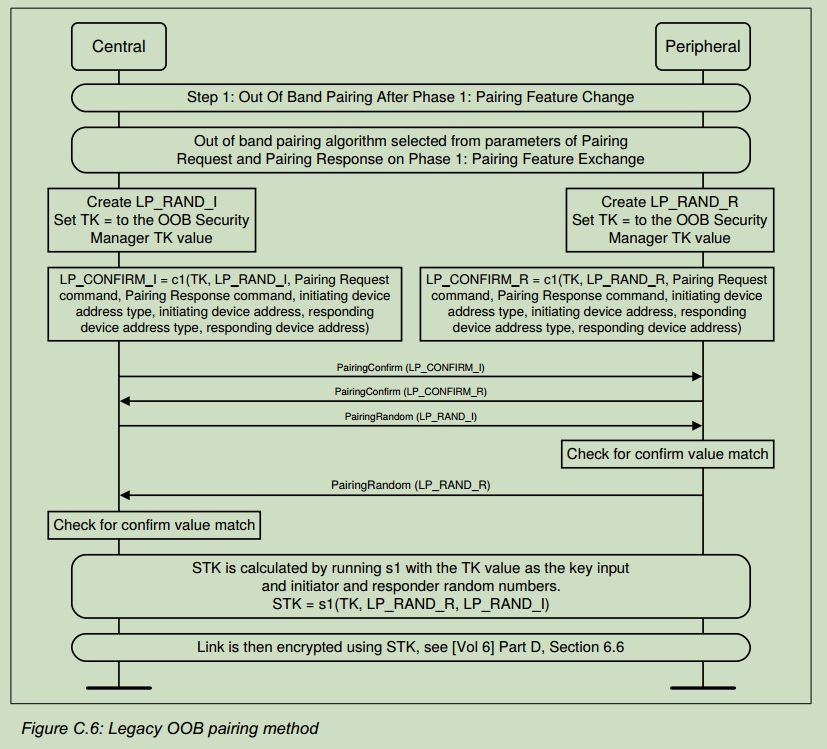 Central
Peripheral
Step 1: Out Of Band Pairing After Phase 1: Pairing Feature Change
Out of band pairing algorithm selected from parameters of Pairing
Request and Pairing Response on Phase 1: Pairing Feature Exchange
Create LP_RAND_I
Set TK = to the OOB Security
Manager TK value
Create LP_RAND_R
Set TK = to the OOB Security
Manager TK value
LP_CONFIRM_I = c1(TK, LP_RAND_I, Pairing Request
command, Pairing Response command, initiating device
address type, initiating device address, responding
device address type, responding device address)
LP_CONFIRM_R = c1(TK, LP_RAND_R, Pairing Request
command, Pairing Response command, initiating device
address type, initiating device address, responding
device address type, responding device address)
PairingConfirm (LP_CONFIRM_I)
PairingConfirm (LP_CONFIRM_R)
PairingRandom (LP_RAND_I)
Check for confirm value match
PairingRandom (LP_RAND_R)
Check for confirm value match
STK is calculated by running s1 with the TK value as the key input
and initiator and responder random numbers.
STK = s1(TK, LP_RAND_R, LP_RAND_I)
Link is then encrypted using STK, see [Vol 6] Part D, Section 6.6
Figure C.6: Legacy OOB pairing method